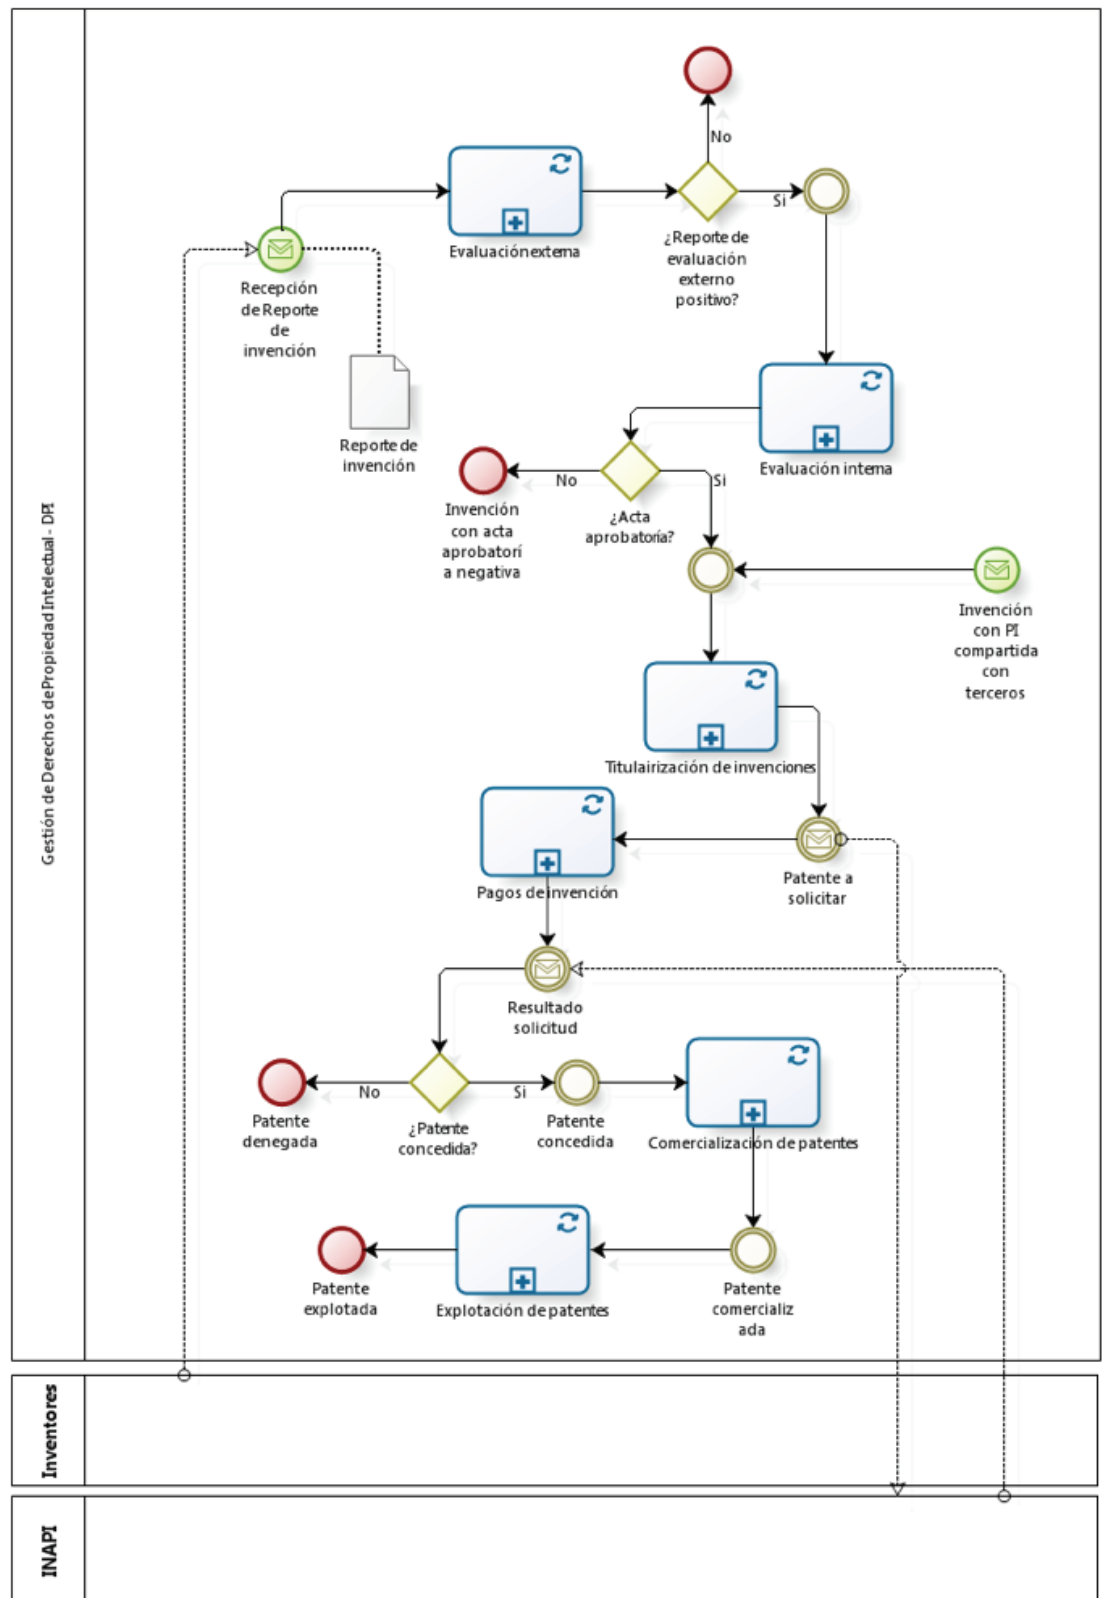 Gestión de Derechos de Propiedad Intelectual - DPI
No
Si
Evaluación externa
¿Reporte de
evaluación
externo
positivo?
Recepción
de Reporte
de
invención
Reporte de
invención
Evaluación interna
No
Si
¿Acta
aprobatoría?
Invención
con acta
aprobatorí
a negativa
Invención
con PI
compartida
con
terceros
Titulairización de invenciones
Patente a
solicitar
Pagos de invención
Resultado
solicitud
No
Si
Patente
denegada
¿Patente
concedida?
Patente
concedida
Comercialización de patentes
Patente
explotada
Explotación de patentes
Patente
comercializ
ada
Inventores
INAPI